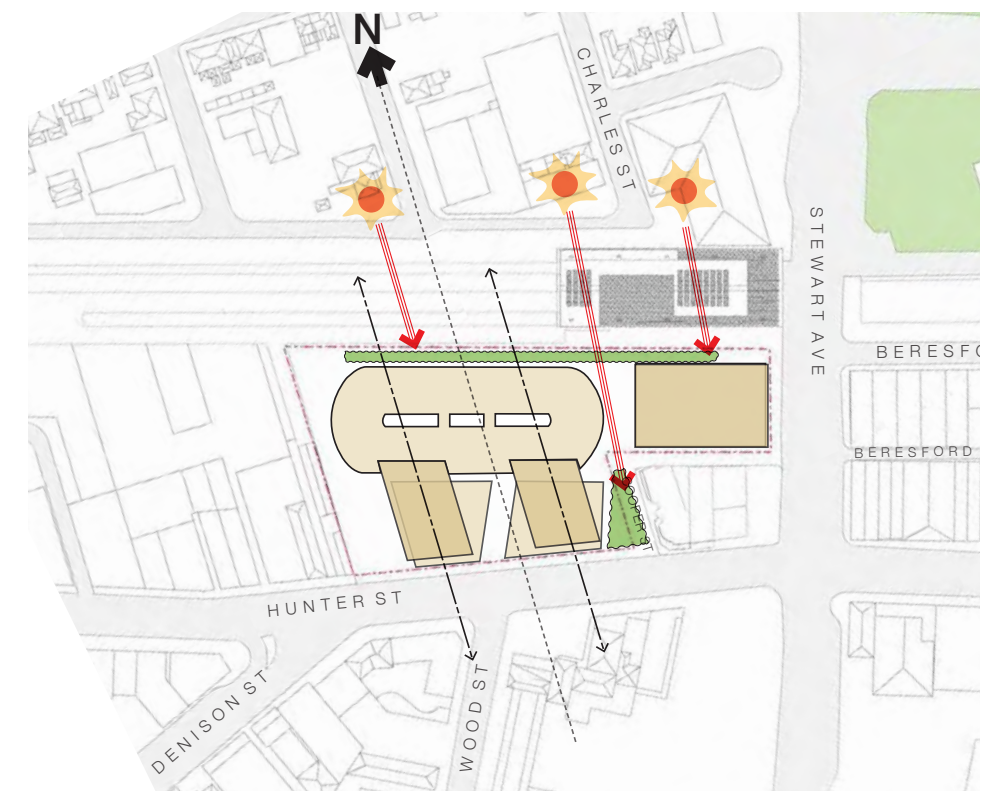 N
CHARLES ST
STEWART AVE
BERESFO
BERESFORD
HUNTER ST
DENISON ST
WOOD ST